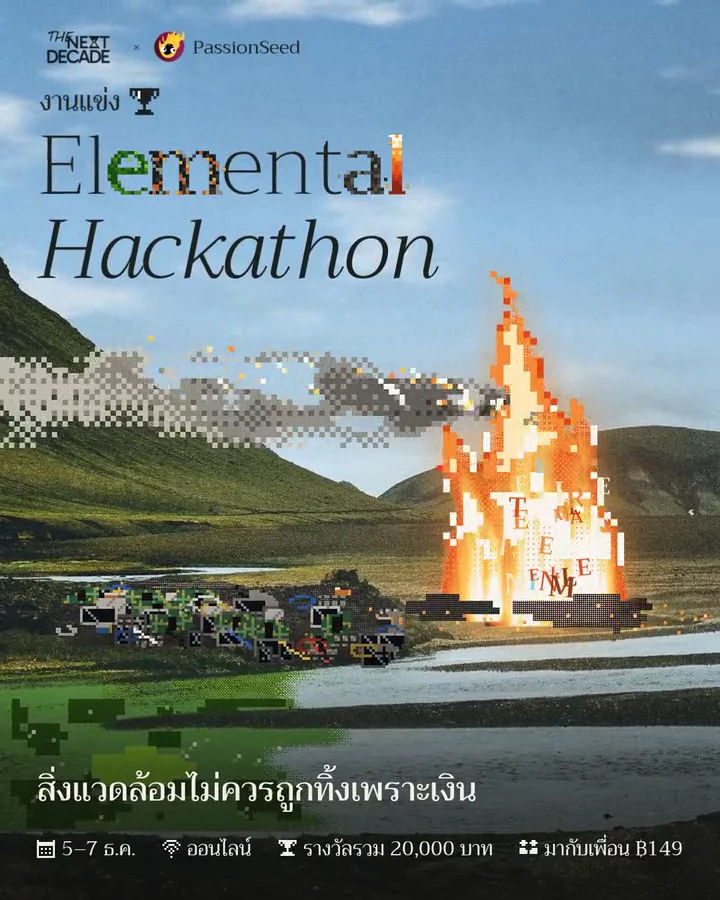 THE NEXT DECADE × PassionSeed
งานแข่ง
Elemental
Hackathon
สิ่งแวดล้อมไม่ควรถูกทิ้งเพราะเงิน
5–7 ธ.ค. ออนไลน์ รางวัลรวม 20,000 บาท มากับเพื่อน ฿149